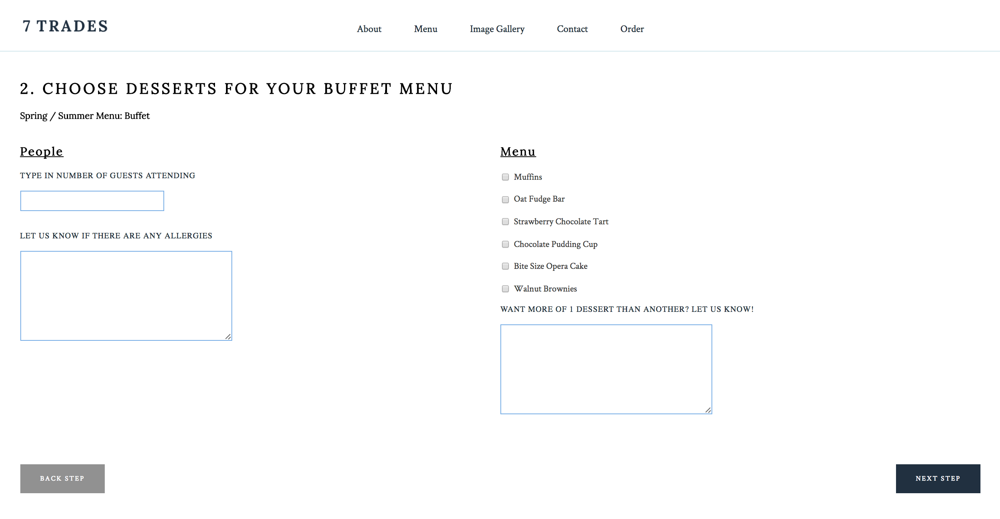 7 TRADES
About Menu Image Gallery Contact Order
2. CHOOSE DESSERTS FOR YOUR BUFFET MENU
Spring / Summer Menu: Buffet
People
TYPE IN NUMBER OF GUESTS ATTENDING
LET US KNOW IF THERE ARE ANY ALLERGIES
Menu
Muffins
Oat Fudge Bar
Strawberry Chocolate Tart
Chocolate Pudding Cup
Bite Size Opera Cake
Walnut Brownies
WANT MORE OF 1 DESSERT THAN ANOTHER? LET US KNOW!
BACK STEP
NEXT STEP